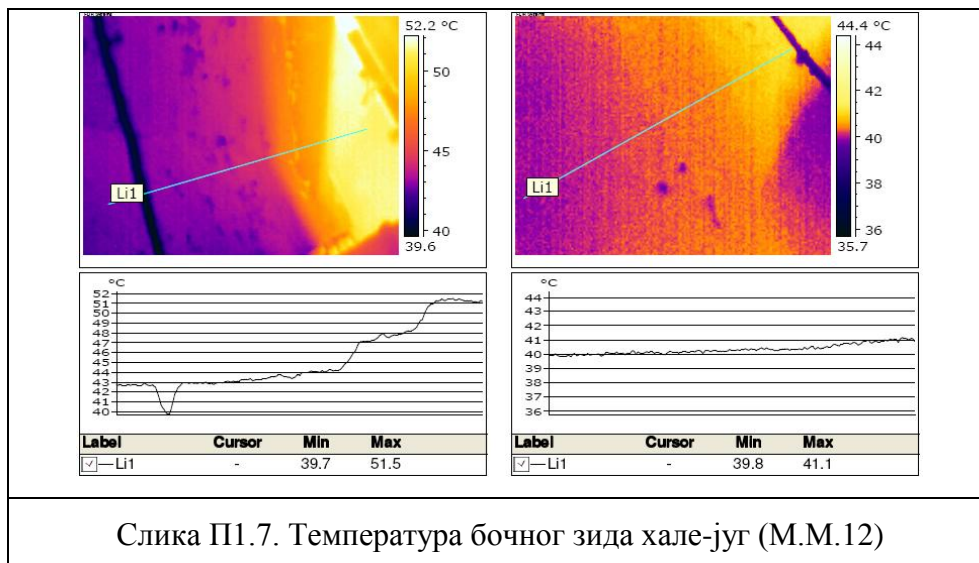 52.2 °C
50
45
40
39.6
Li1
44.4 °C
44
42
40
38
36
35.7
Li1
°C
52
51
50
49
48
47
46
45
44
43
42
41
40
Label Cursor Min Max
Li1 - 39.7 51.5
°C
44
43
42
41
40
39
38
37
36
Label Cursor Min Max
Li1 - 39.8 41.1
Слика П1.7. Температура бочног зида хале-југ (М.М.12)